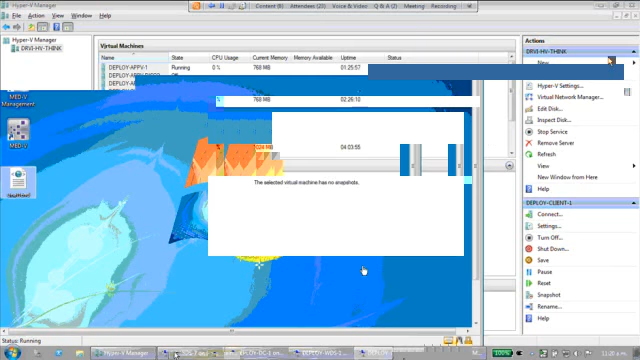 Hyper-V Manager
Content (6) Attendees (23) Voice & Video Q & A (2) Meeting Recording
File Action View Window Help
Hyper-V Manager
DRVI-HV-THINK
Virtual Machines
Name State CPU Usage Current Memory Memory Available Uptime Status
DEPLOY-APPV-1 Running 0 % 768 MB 01:25:57
768 MB 02:26:10
1024 MB 04:03:55
The selected virtual machine has no snapshots.
MED-V
Management
MED-V
Actions
DRVI-HV-THINK
New
Hyper-V Settings...
Virtual Network Manager...
Edit Disk...
Inspect Disk...
Stop Service
Remove Server
Refresh
View
New Window from Here
Help
DEPLOY-CLIENT-1
Connect...
Settings...
Turn Off...
Shut Down...
Save
Pause
Reset
Snapshot
Rename...
Help
Status: Running
Hyper-V Manager
100%
11:20 a.m.